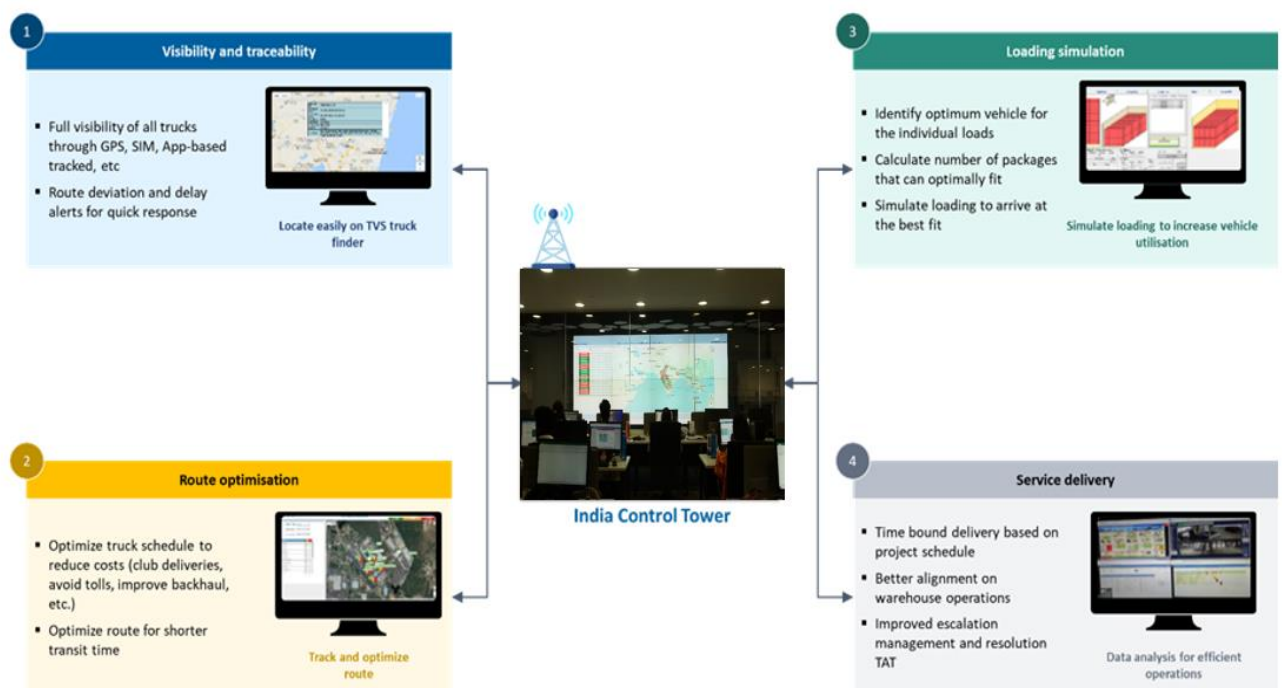 1
Visibility and traceability
▪ Full visibility of all trucks
through GPS, SIM, App-based
tracked, etc
▪ Route deviation and delay
alerts for quick response
Locate easily on TVS truck
finder
2
Route optimisation
▪ Optimize truck schedule to
reduce costs (club deliveries,
avoid tolls, improve backhaul,
etc.)
▪ Optimize route for shorter
transit time
Track and optimize
route
India Control Tower
3
Loading simulation
▪ Identify optimum vehicle for
the individual loads
▪ Calculate number of packages
that can optimally fit
▪ Simulate loading to arrive at
the best fit
Simulate loading to increase vehicle
utilisation
4
Service delivery
▪ Time bound delivery based on
project schedule
▪ Better alignment on
warehouse operations
▪ Improved escalation
management and resolution
TAT
Data analysis for efficient
operations